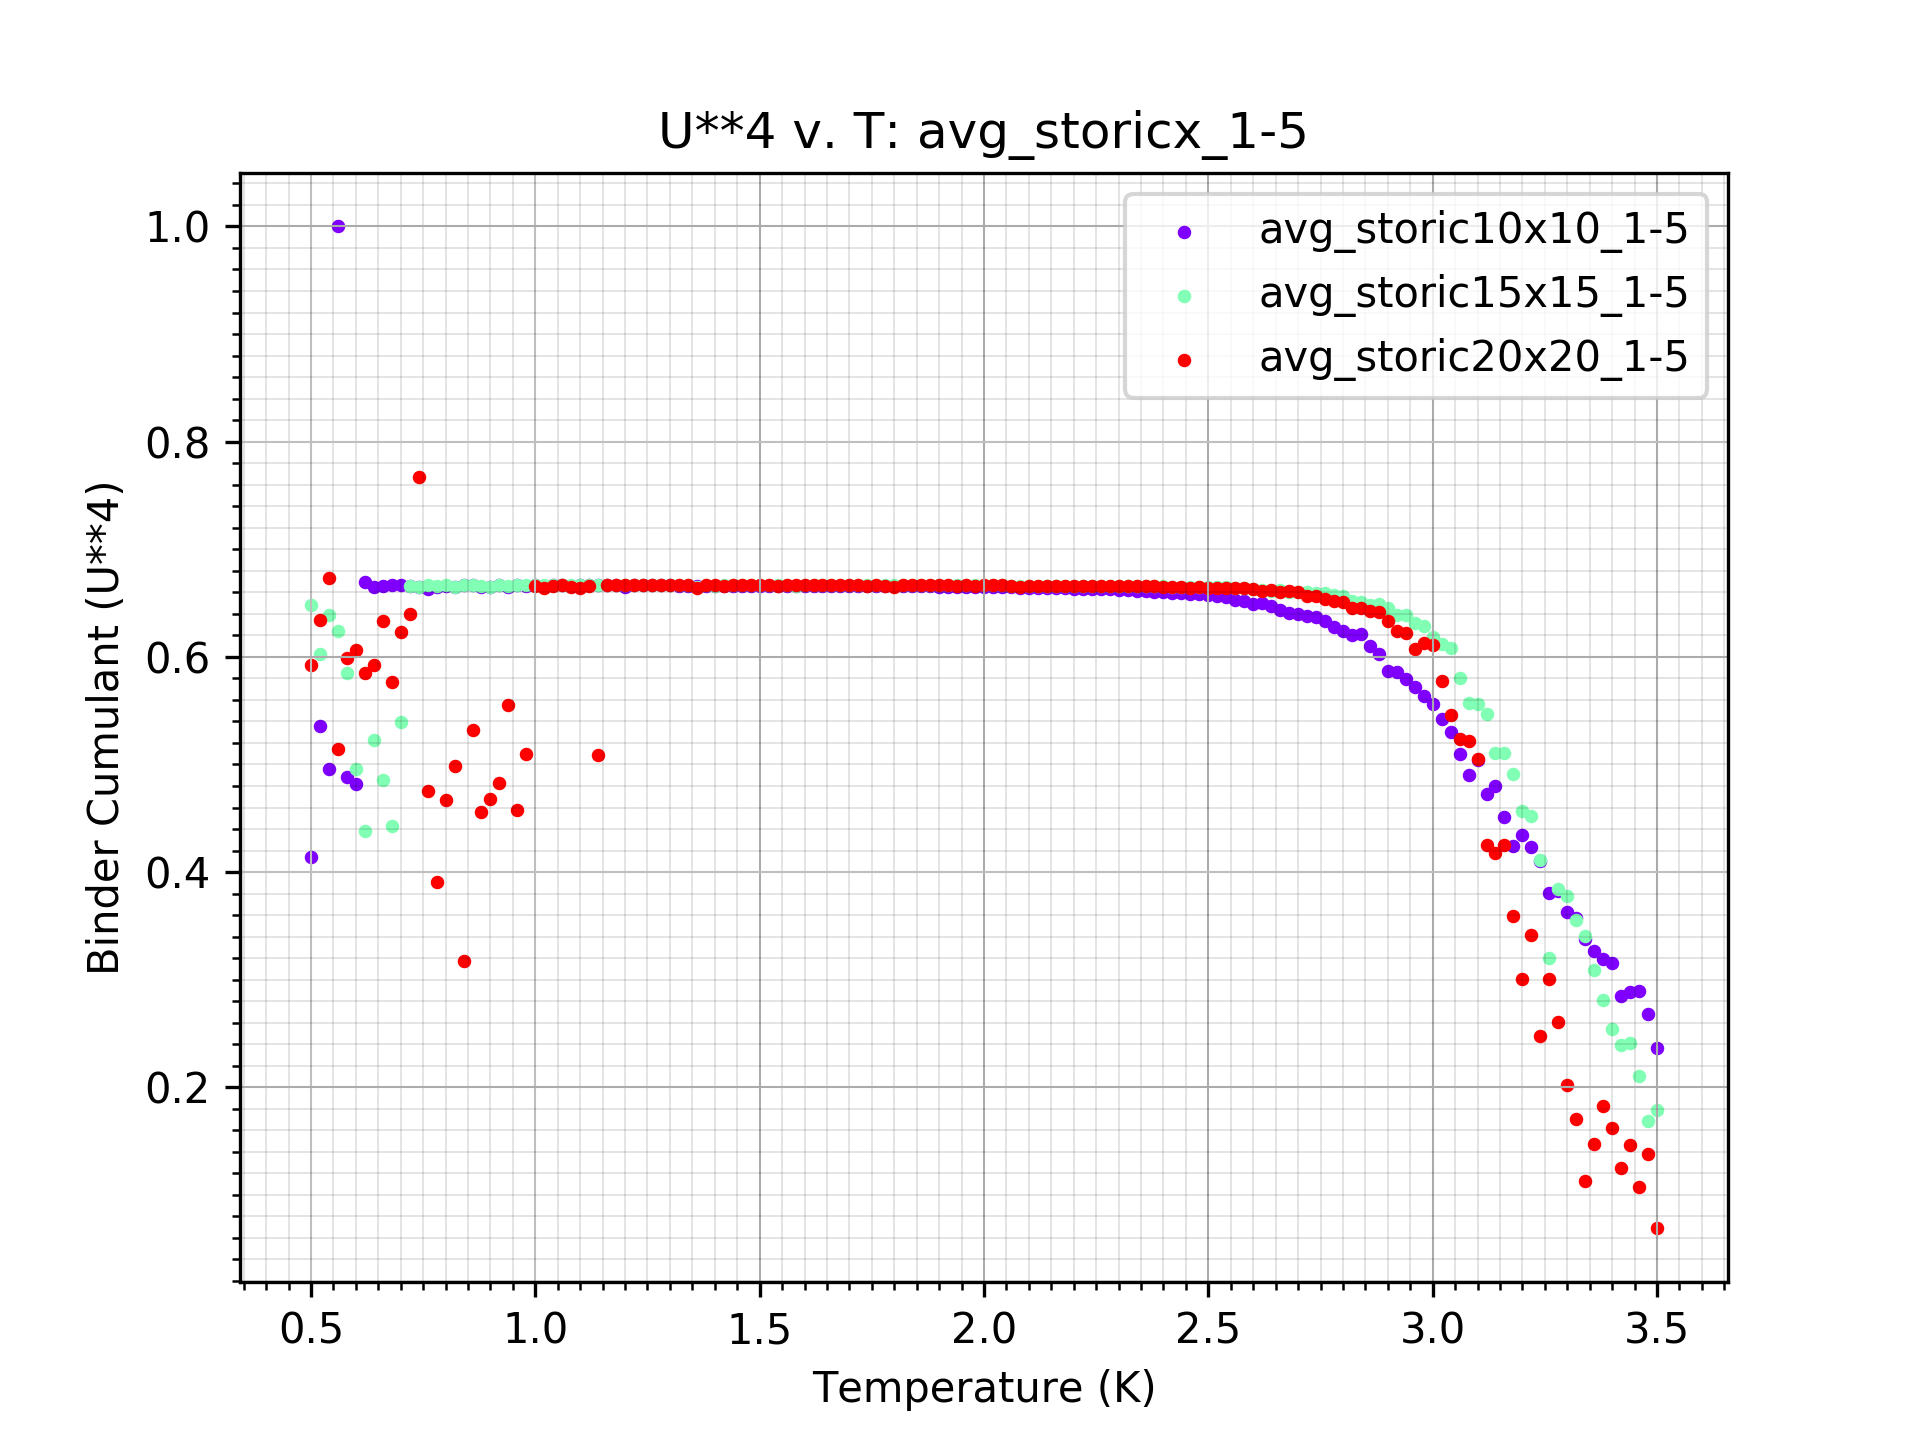 U**4 v. T: avg_storicx_1-5
avg_storic10x10_1-5
avg_storic15x15_1-5
avg_storic20x20_1-5
Binder Cumulant (U**4)
1.0
0.8
0.6
0.4
0.2
0.5 1.0 1.5 2.0 2.5 3.0 3.5
Temperature (K)